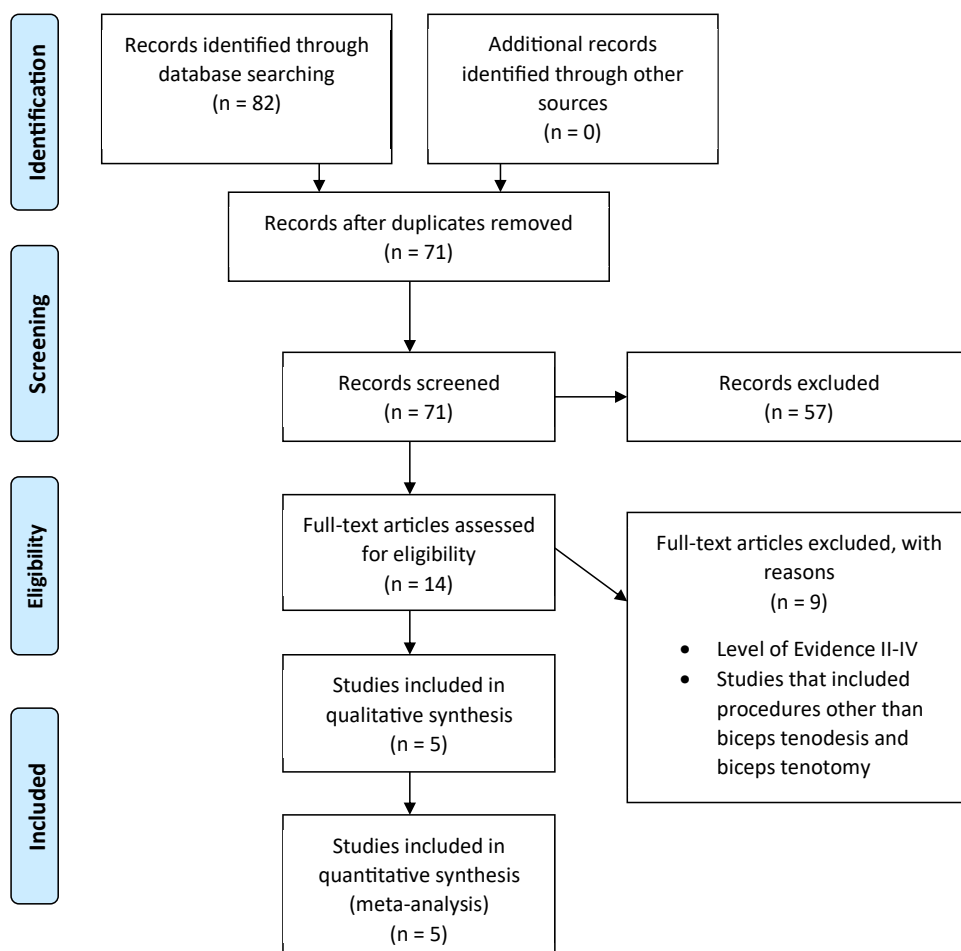 Identification
Records identified through
database searching
(n = 82)
Additional records
identified through other
sources
(n = 0)
Records after duplicates removed
(n = 71)
Screening
Records screened
(n = 71)
Records excluded
(n = 57)
Eligibility
Full-text articles assessed
for eligibility
(n = 14)
Full-text articles excluded, with
reasons
(n = 9)
• Level of Evidence II-IV
• Studies that included
procedures other than
biceps tenodesis and
biceps tenotomy
Included
Studies included in
qualitative synthesis
(n = 5)
Studies included in
quantitative synthesis
(meta-analysis)
(n = 5)